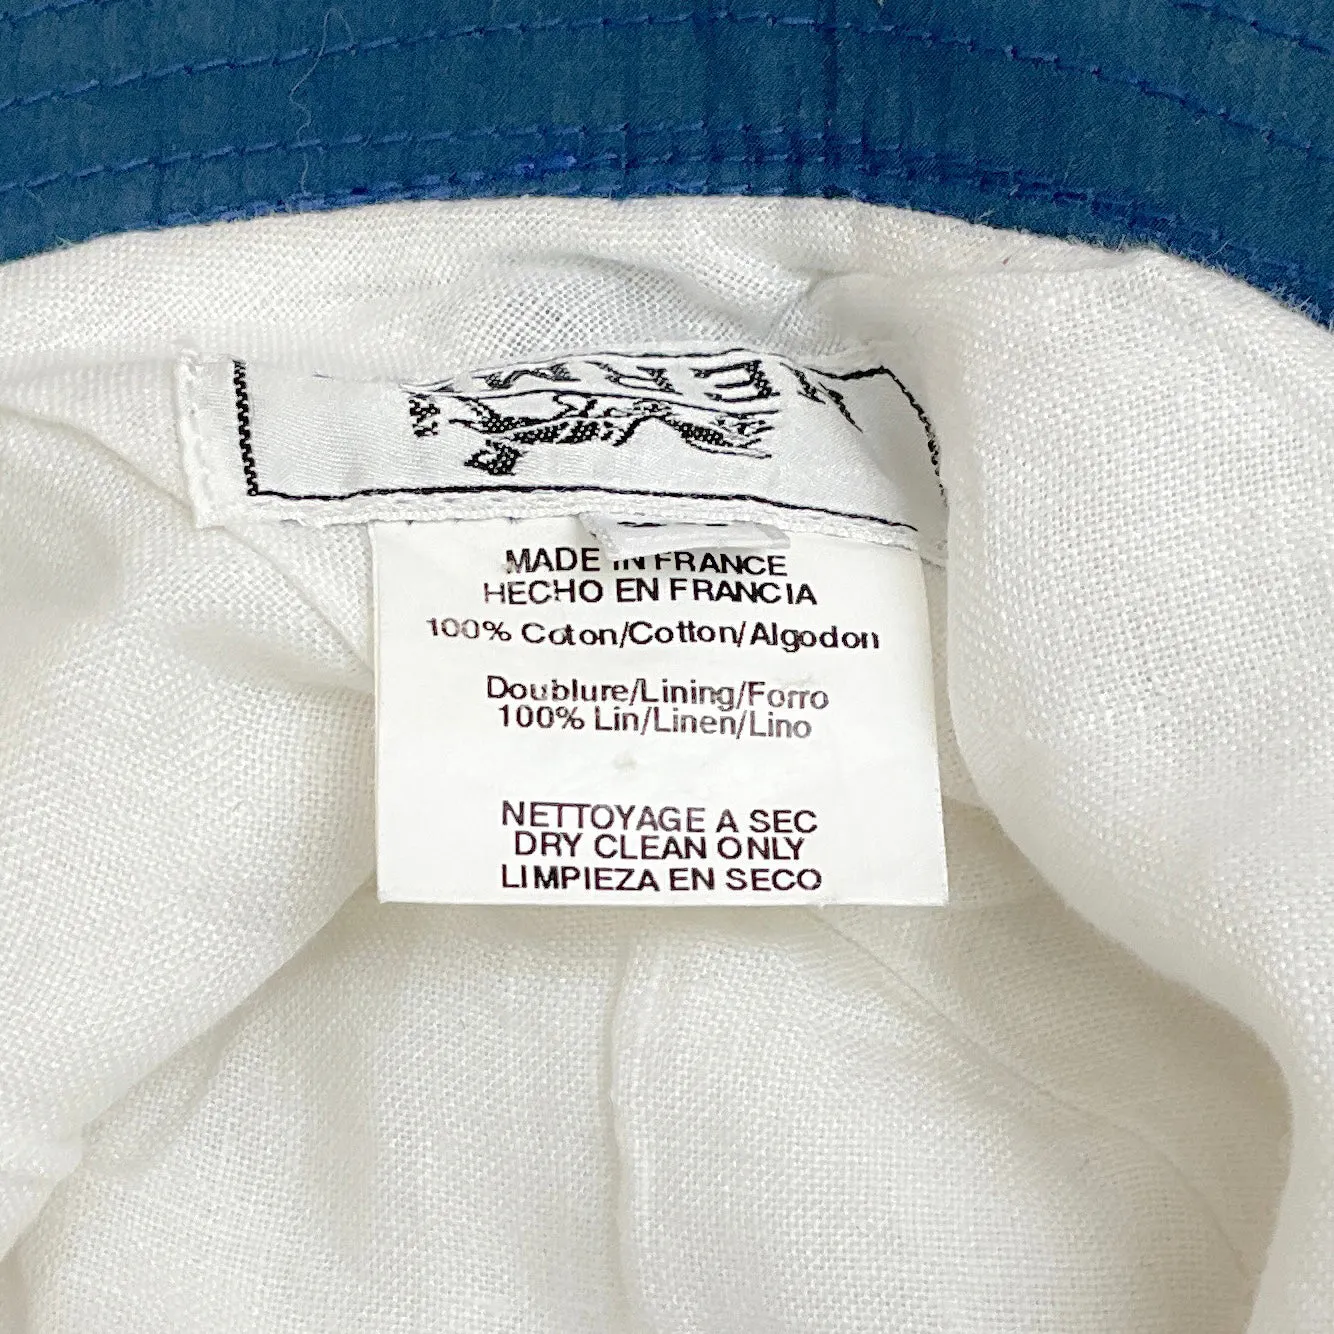 MADE IN FRANCE
HECHO EN FRANCIA
100% Coton/Cotton/Algodon
Doublure/Lining/Forro
100% Lin/Linen/Lino
NETTOYAGE A SEC
DRY CLEAN ONLY
LIMPIEZA EN SECO